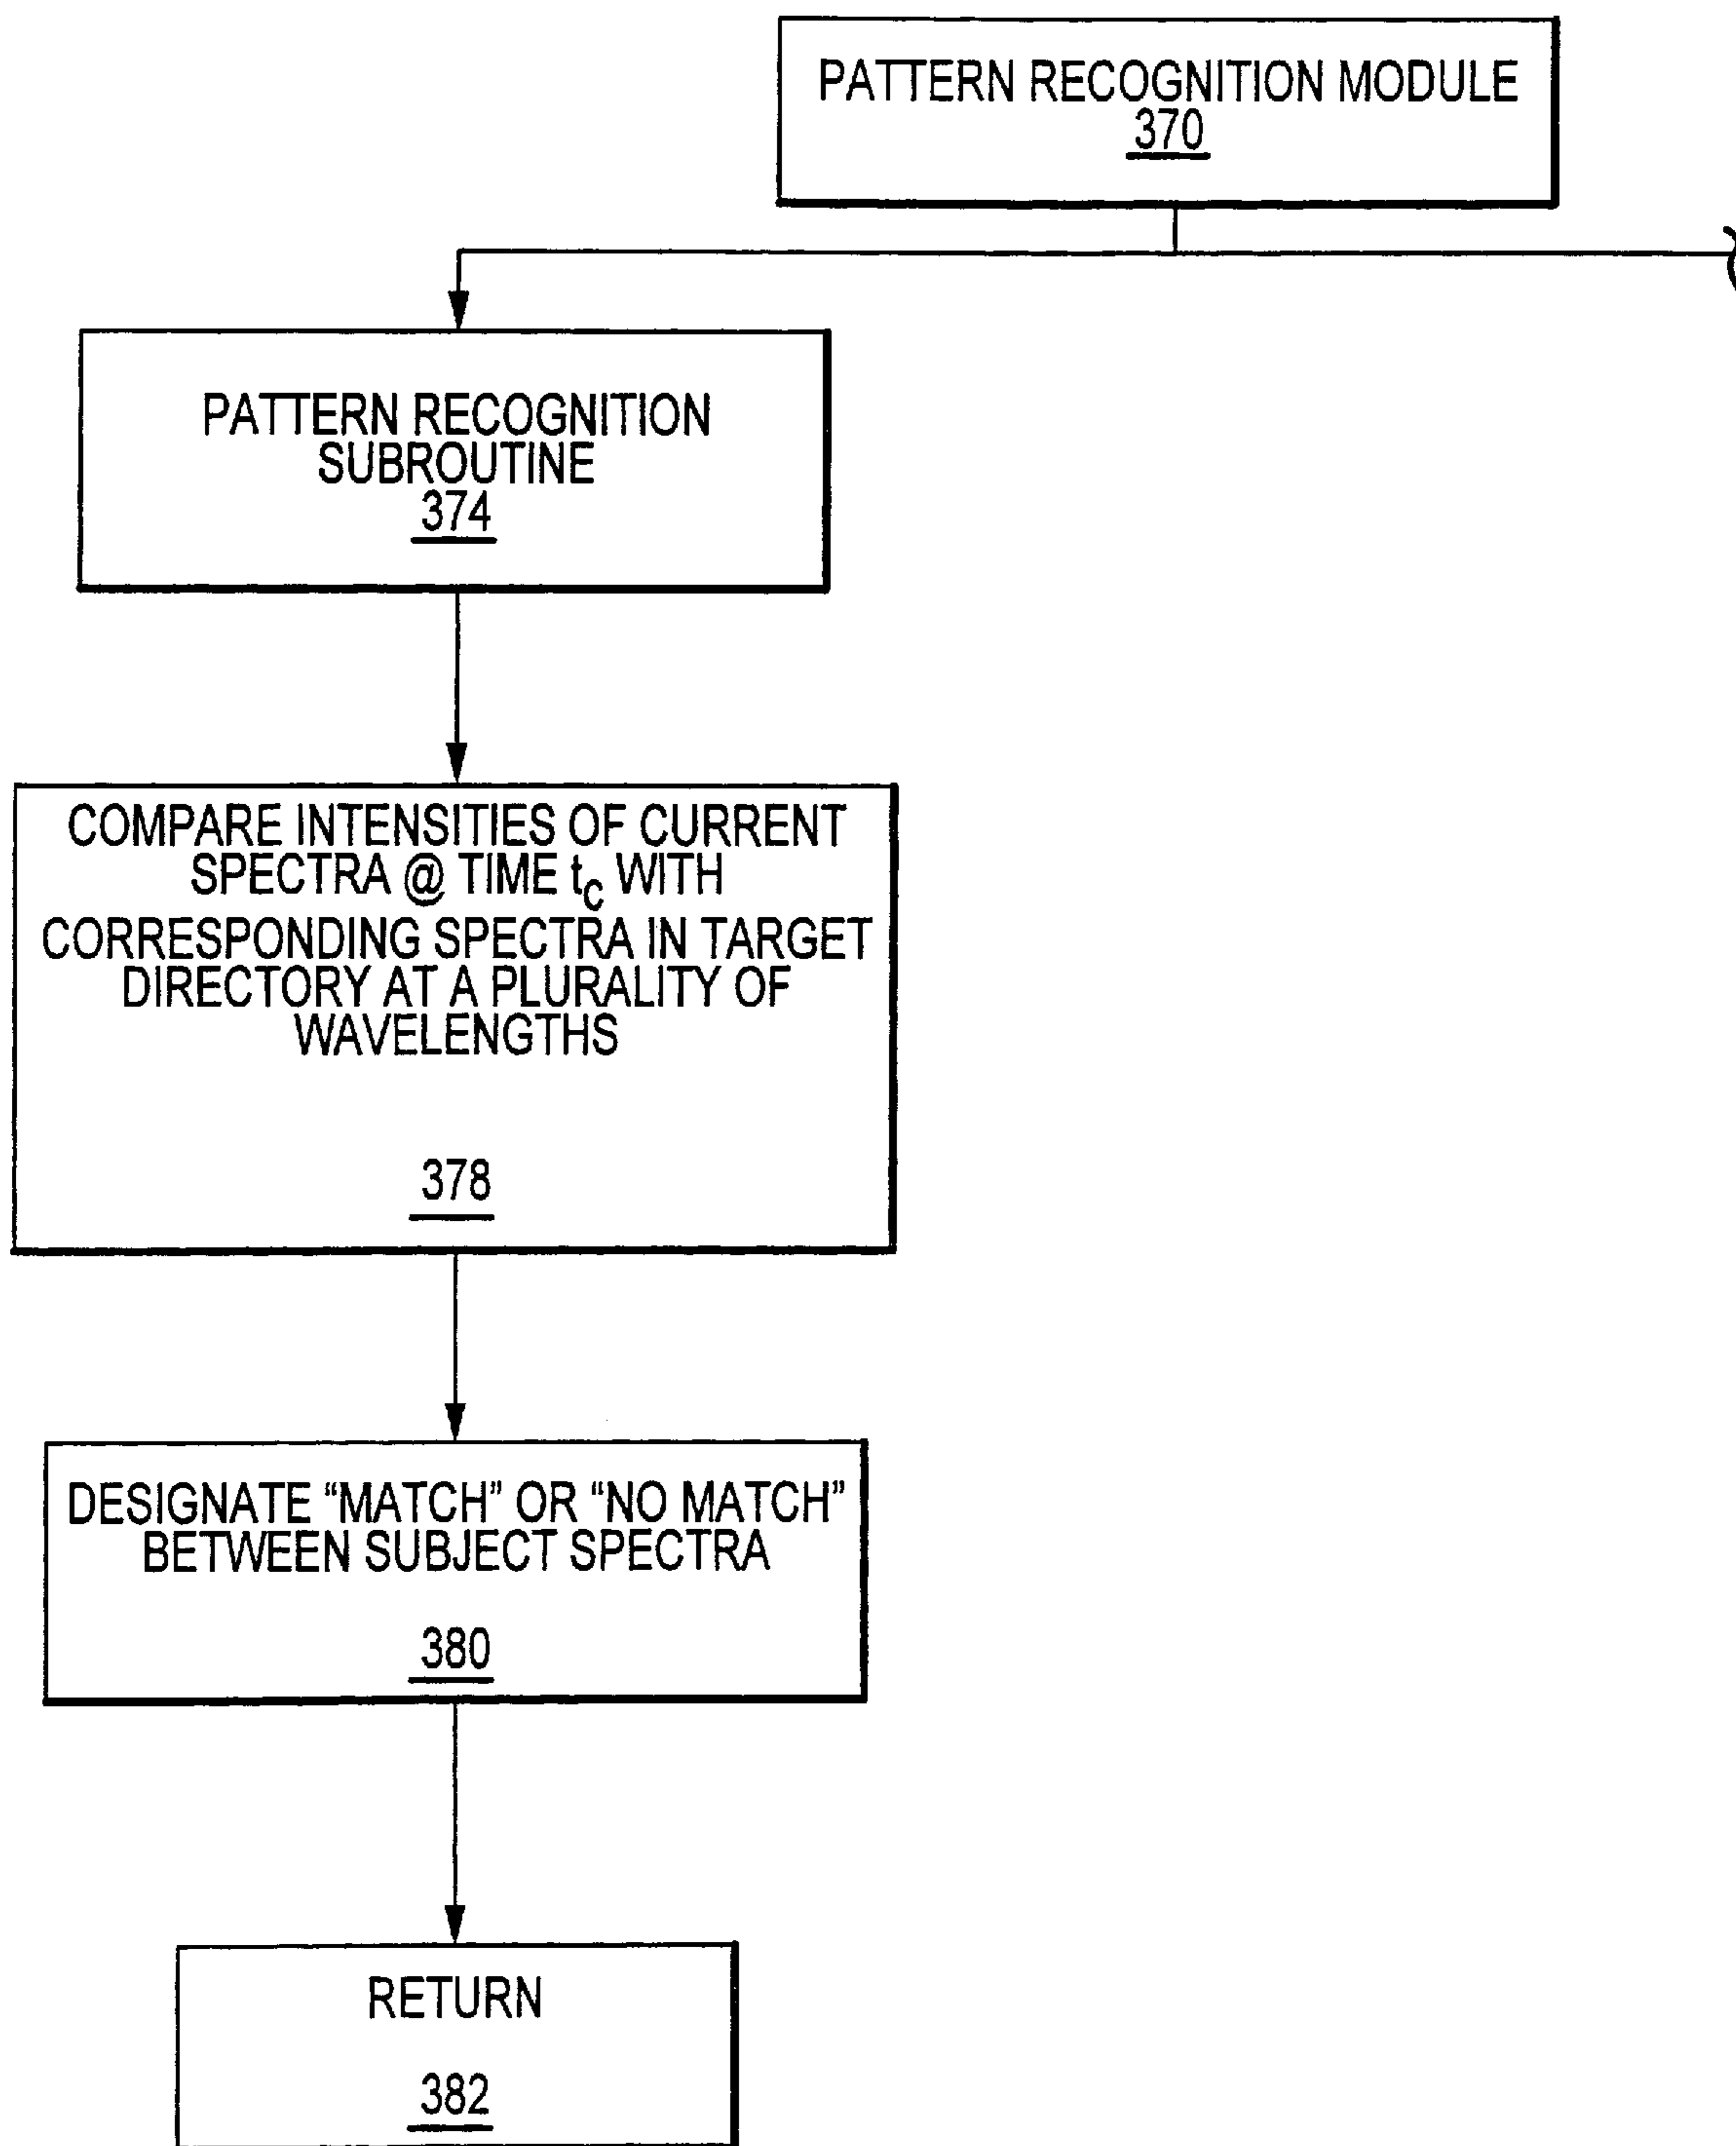 PATTERN RECOGNITION MODULE
370
PATTERN RECOGNITION
SUBROUTINE
374
COMPARE INTENSITIES OF CURRENT
SPECTRA @ TIME tC WITH
CORRESPONDING SPECTRA IN TARGET
DIRECTORY AT A PLURALITY OF
WAVELENGTHS
378
DESIGNATE “MATCH” OR “NO MATCH”
BETWEEN SUBJECT SPECTRA
380
RETURN
382